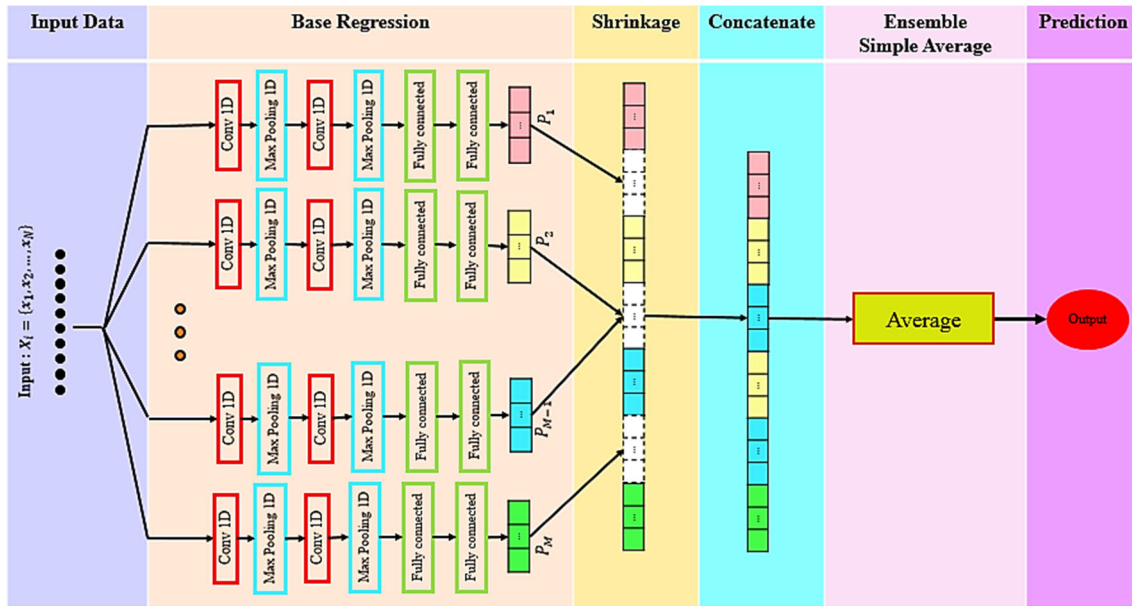 Input Data
Base Regression
Shrinkage
Concatenate
Ensemble
Simple Average
Prediction
Input : X_i = {x_1, x_2, ..., x_N}
Conv 1D
Max Pooling 1D
Conv 1D
Max Pooling 1D
Fully connected
Fully connected
...
P_1
Conv 1D
Max Pooling 1D
Conv 1D
Max Pooling 1D
Fully connected
Fully connected
...
P_2
Conv 1D
Max Pooling 1D
Conv 1D
Max Pooling 1D
Fully connected
Fully connected
...
P_{M-1}
Conv 1D
Max Pooling 1D
Conv 1D
Max Pooling 1D
Fully connected
Fully connected
...
P_M
...
...
...
...
...
...
...
...
...
...
...
...
...
Average
Output